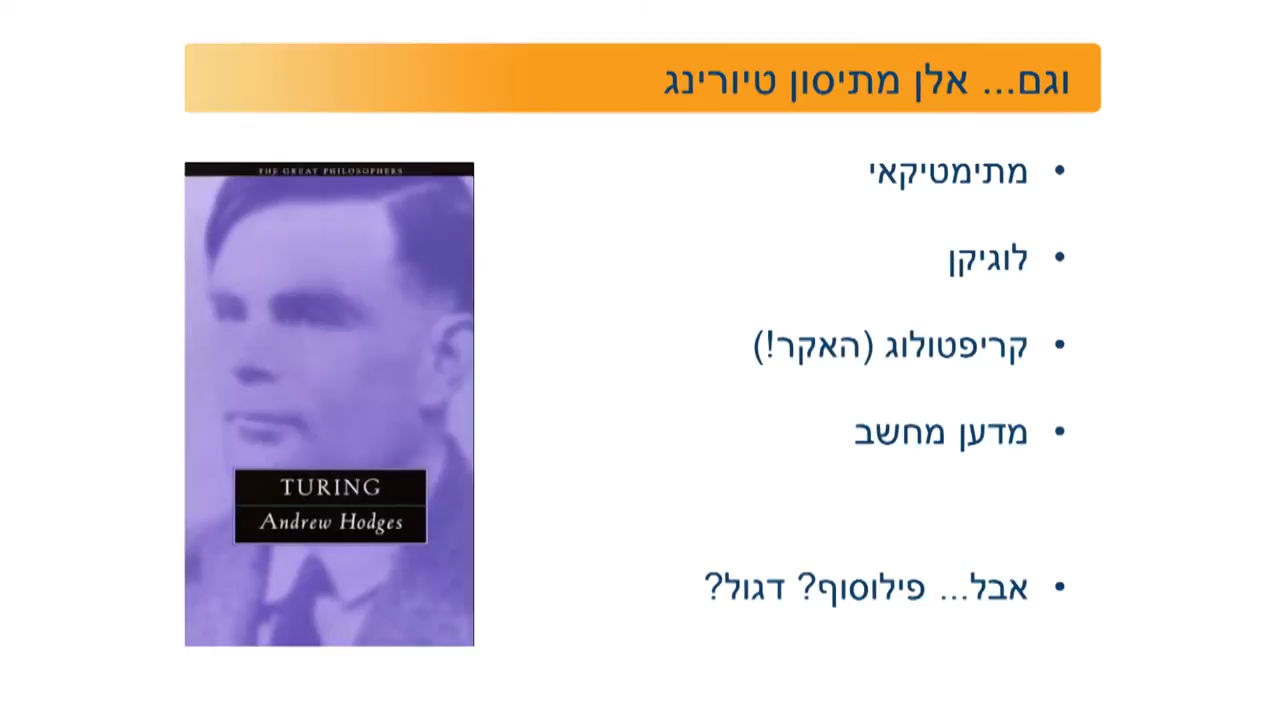 וגם... אלן מתיסון טיורינג
• מתימטיקאי
• לוגיקן
• קריפטולוג (האקר!)
• מדען מחשב
• אבל... פילוסוף? דגול?
THE GREAT PHILOSOPHERS
TURING
Andrew Hodges